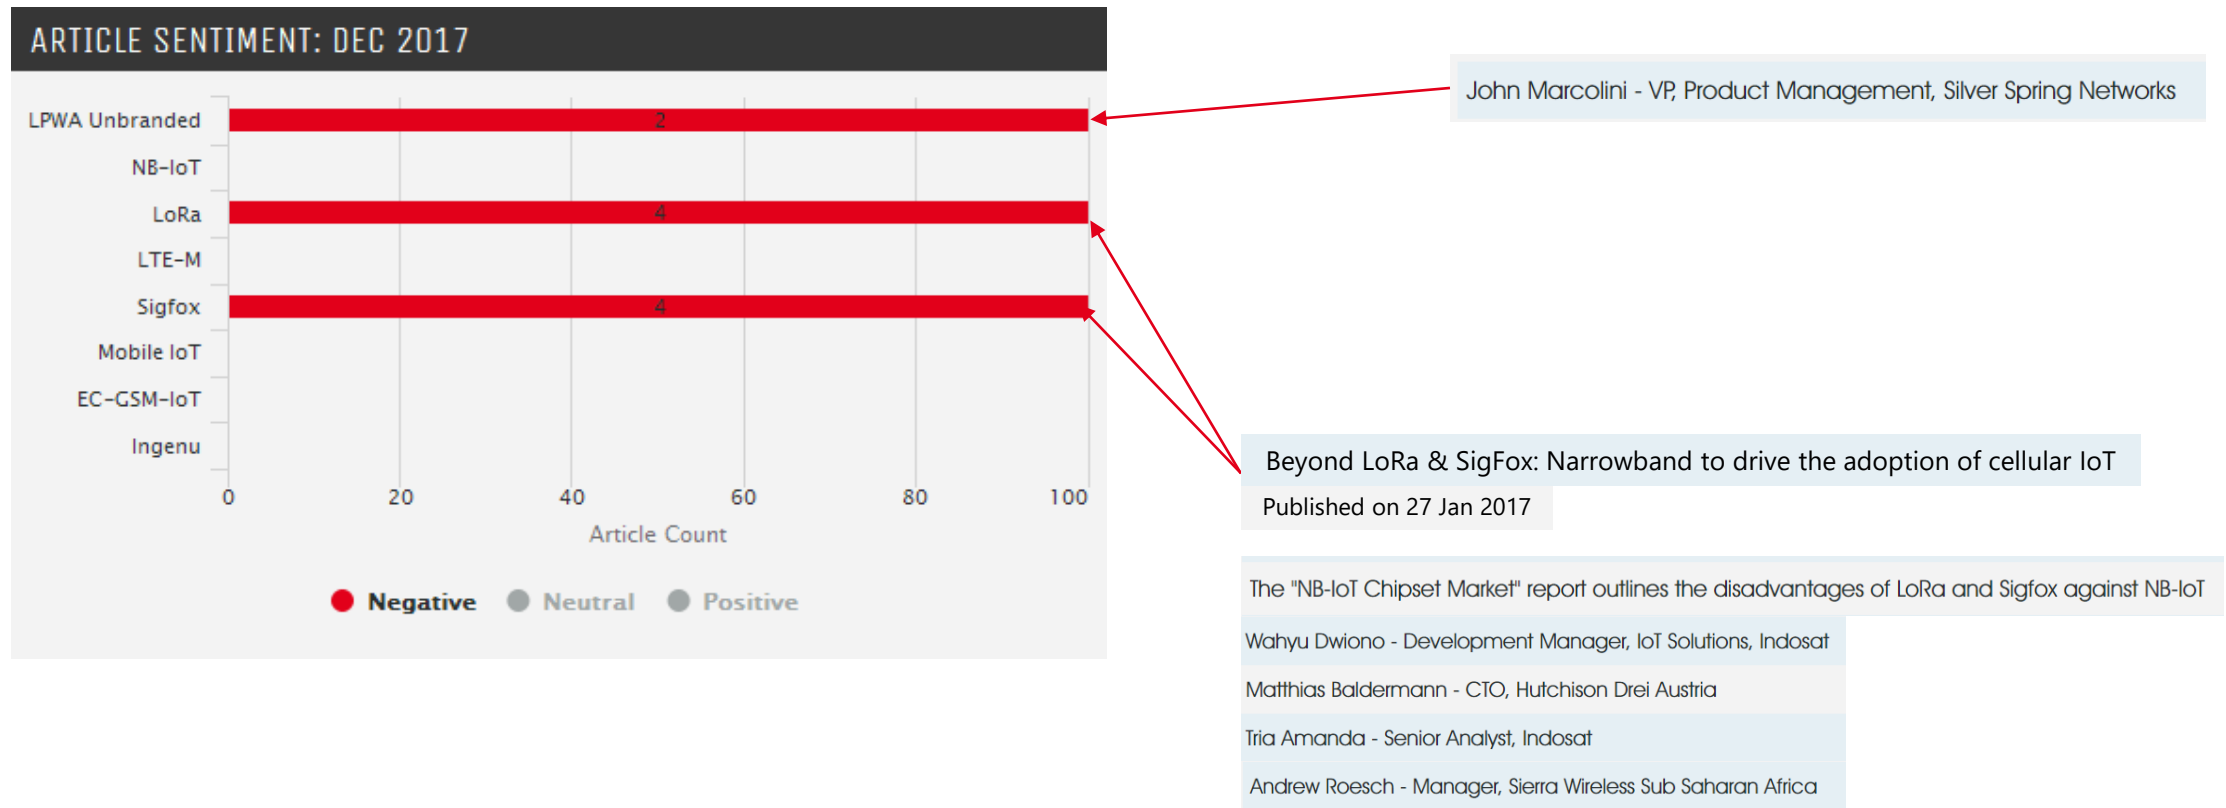 ARTICLE SENTIMENT: DEC 2017
LPWA Unbranded
2
NB-IoT
LoRa
4
LTE-M
Sigfox
4
Mobile IoT
EC-GSM-IoT
Ingenu
0 20 40 60 80 100
Article Count
Negative Neutral Positive
John Marcolini - VP, Product Management, Silver Spring Networks
Beyond LoRa & SigFox: Narrowband to drive the adoption of cellular IoT
Published on 27 Jan 2017
The "NB-IoT Chipset Market" report outlines the disadvantages of LoRa and Sigfox against NB-IoT
Wahyu Dwiono - Development Manager, IoT Solutions, Indosat
Matthias Baldermann - CTO, Hutchison Drei Austria
Tria Amanda - Senior Analyst, Indosat
Andrew Roesch - Manager, Sierra Wireless Sub Saharan Africa